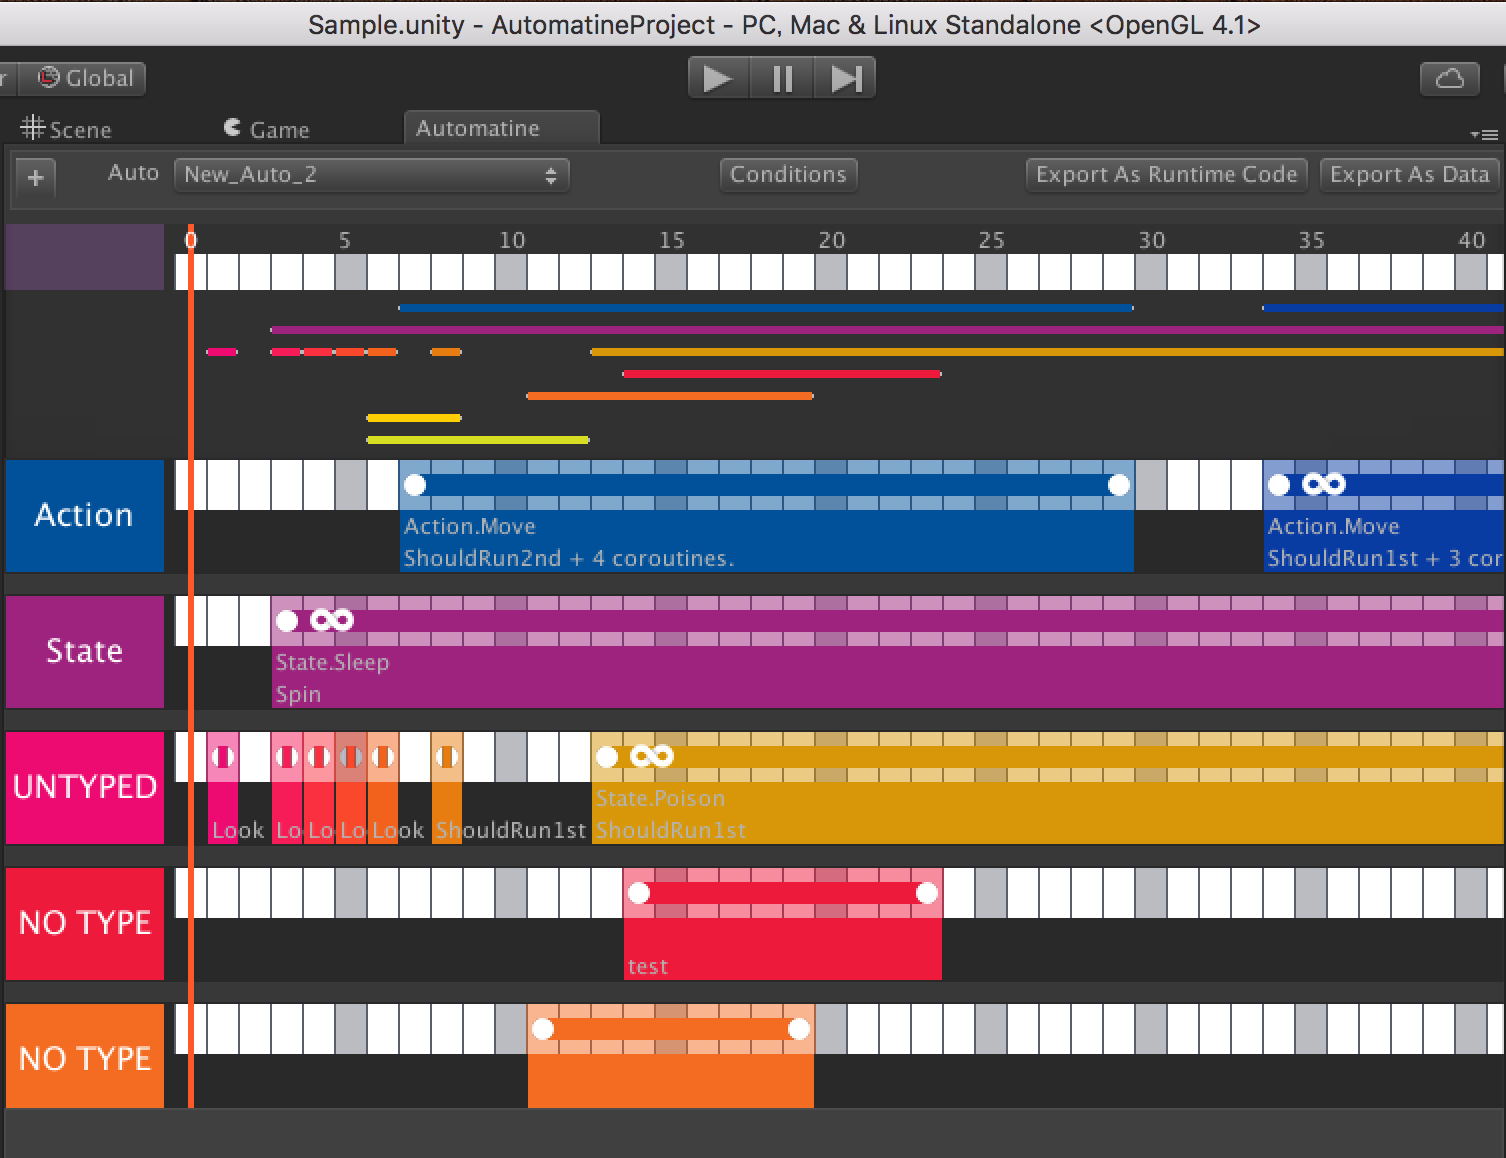 Sample.unity - AutomatineProject - PC, Mac & Linux Standalone <OpenGL 4.1>
r Global
Scene Game Automatine
+ Auto New_Auto_2 Conditions Export As Runtime Code Export As Data
0 5 10 15 20 25 30 35 40
Action
Action.Move Action.Move
ShouldRun2nd + 4 coroutines. ShouldRun1st + 3 cor
State
State.Sleep
Spin
UNTYPED
State.Poison
Look Lo Lo Lo Look ShouldRun1st ShouldRun1st
NO TYPE
test
NO TYPE